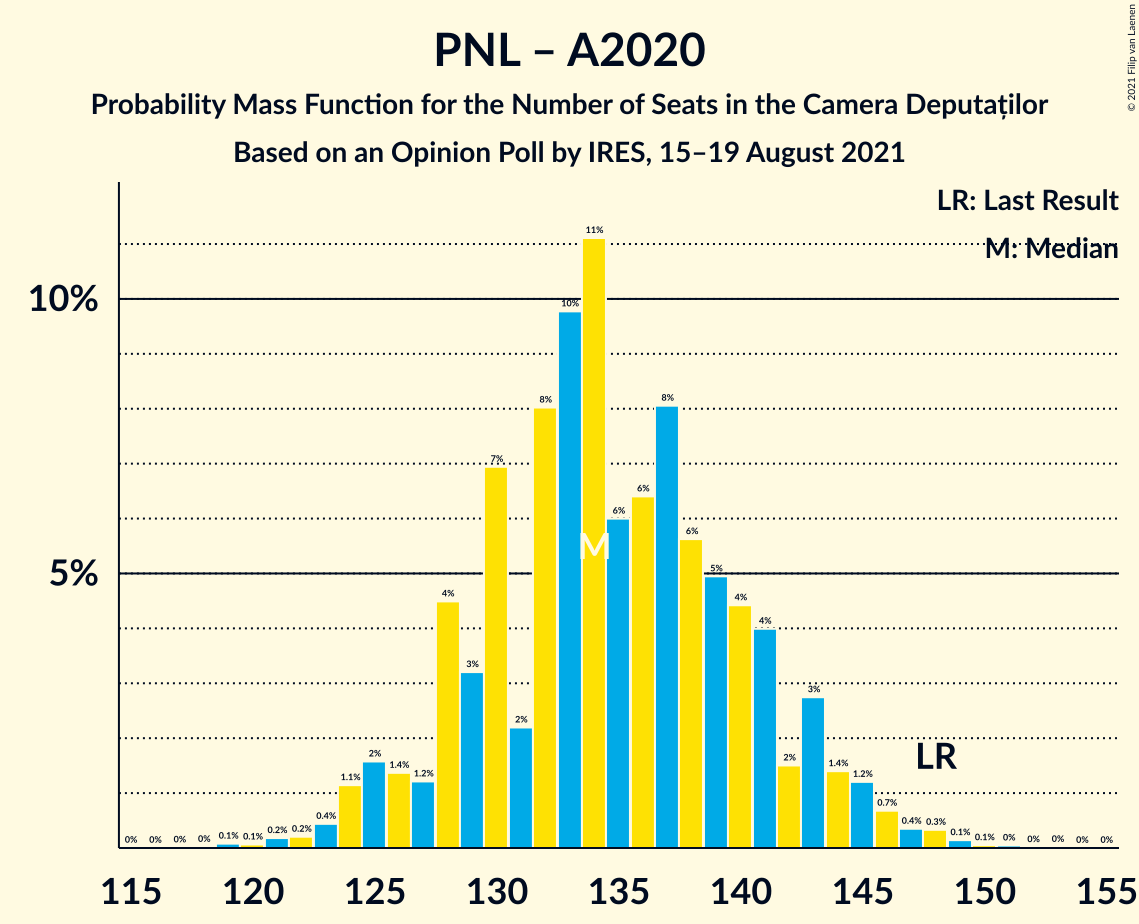 PNL – A2020
Probability Mass Function for the Number of Seats in the Camera Deputaților
Based on an Opinion Poll by IRES, 15–19 August 2021
© 2021 Filip van Laenen
LR: Last Result
M: Median
10%
5%
0% 0% 0% 0% 0.1% 0.1% 0.2% 0.2% 0.4% 1.1% 2% 1.4% 1.2% 4% 3% 7% 2% 8% 10% 11% 6% 6% 8% 6% 5% 4% 4% 2% 3% 1.4% 1.2% 0.7% 0.4% 0.3% 0.1% 0.1% 0% 0% 0% 0% 0%
M
LR
115 120 125 130 135 140 145 150 155